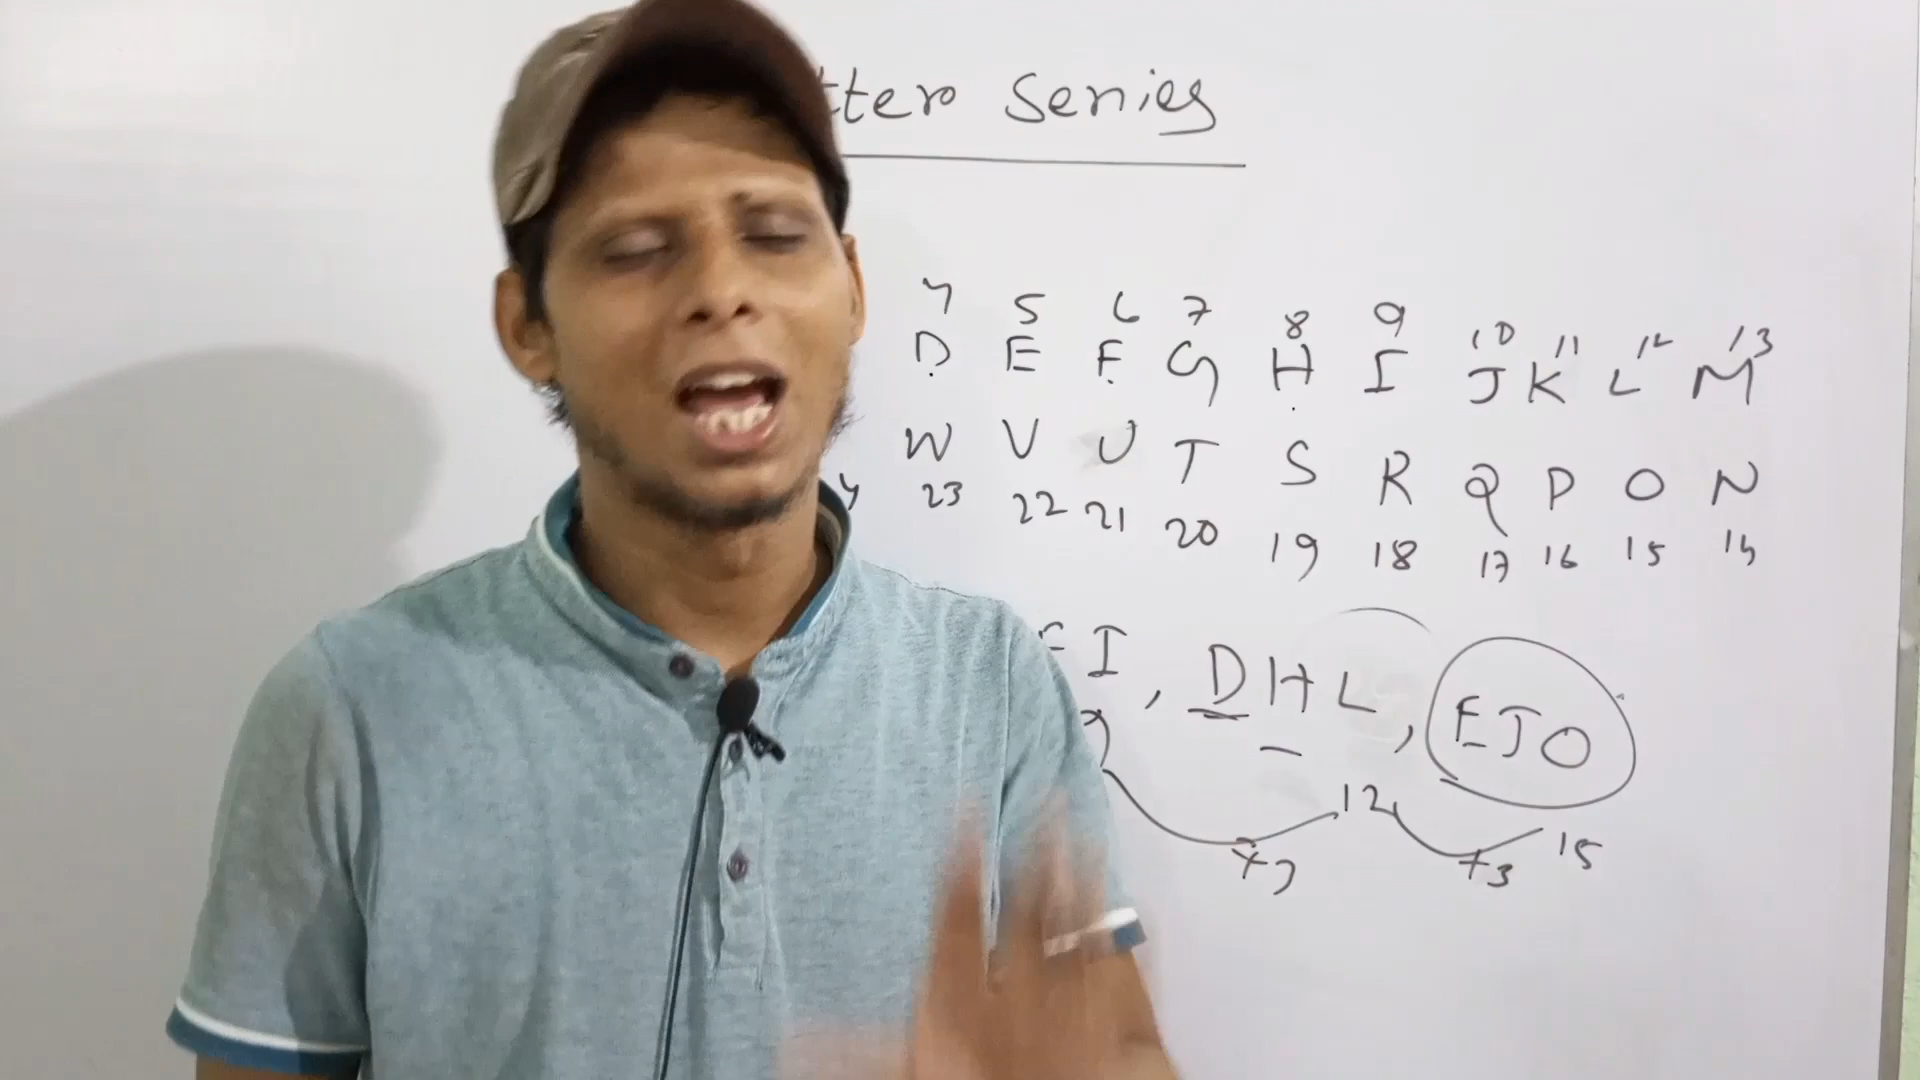 tter Series
4 5 6 7 8 9 10 11 12 13
D E F G H I J K L M
W V U T S R Q P O N
23 22 21 20 19 18 17 16 15 14
I, DHL, EJO
12 15
+3 +3